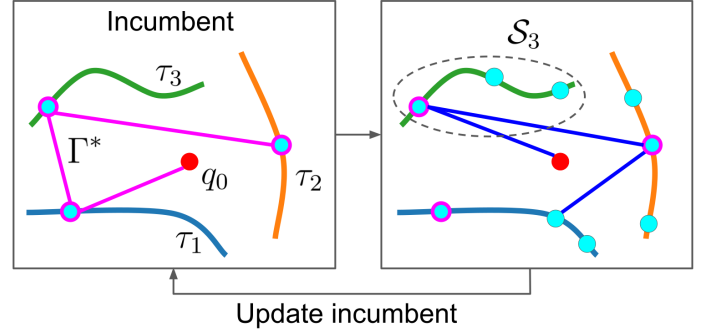 Incumbent
τ₃
Γ*
q₀
τ₂
τ₁
𝒮₃
Update incumbent